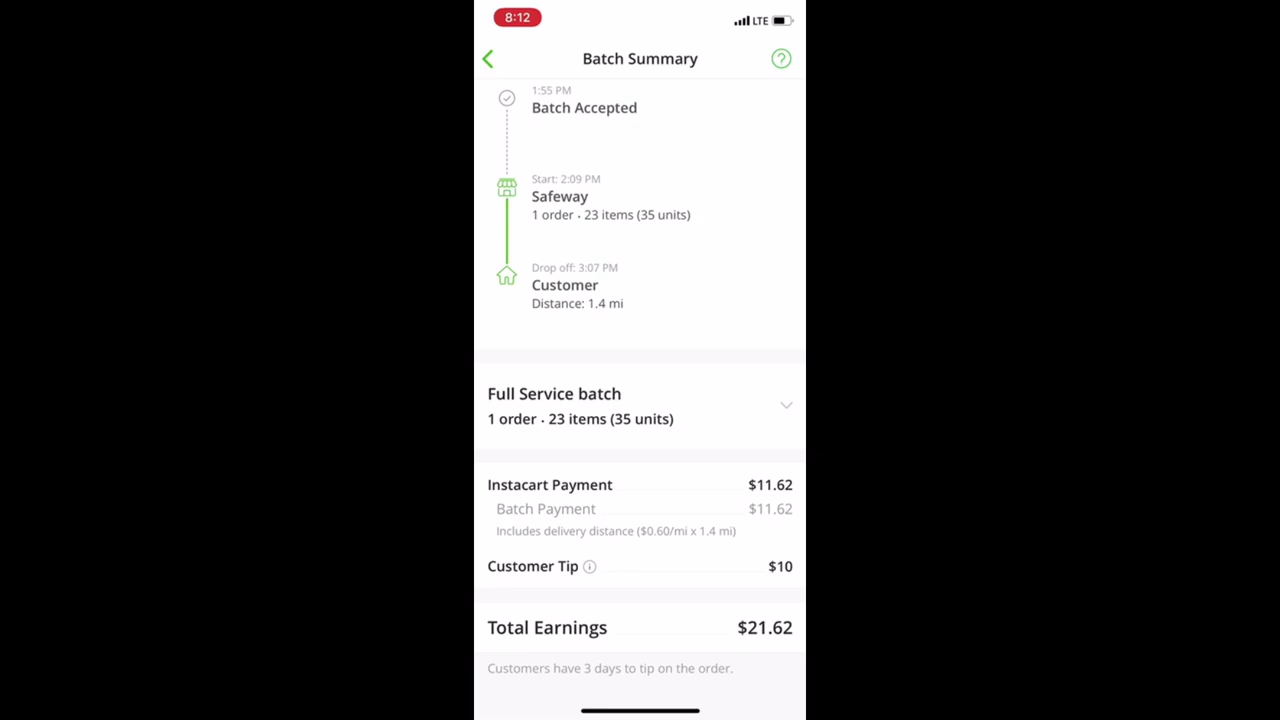 8:12
LTE
Batch Summary
?
1:55 PM
Batch Accepted
Start: 2:09 PM
Safeway
1 order · 23 items (35 units)
Drop off: 3:07 PM
Customer
Distance: 1.4 mi
Full Service batch
1 order · 23 items (35 units)
Instacart Payment $11.62
Batch Payment $11.62
Includes delivery distance ($0.60/mi x 1.4 mi)
Customer Tip i $10
Total Earnings $21.62
Customers have 3 days to tip on the order.